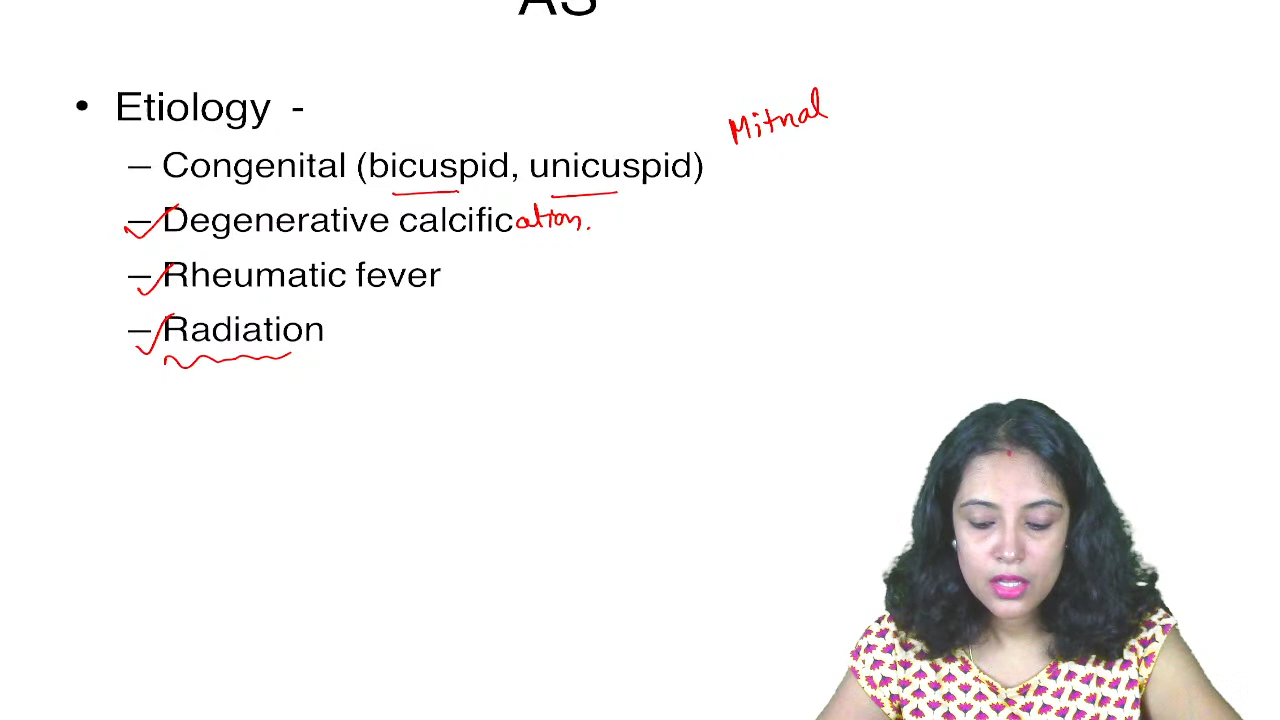 AS
• Etiology -
Mitral
– Congenital (bicuspid, unicuspid)
– Degenerative calcification.
– Rheumatic fever
– Radiation